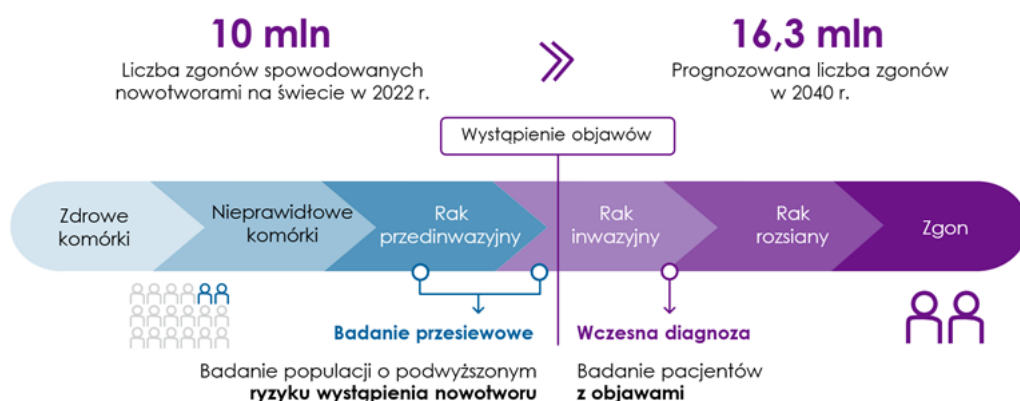 10 mln
Liczba zgonów spowodowanych
nowotworami na świecie w 2022 r.
16,3 mln
Prognozowana liczba zgonów
w 2040 r.
Wystąpienie objawów
Zdrowe
komórki
Nieprawidłowe
komórki
Rak
przedinwazyjny
Rak
inwazyjny
Rak
rozsiany
Zgon
Badanie przesiewowe
Badanie populacji o podwyższonym
ryzyku wystąpienia nowotworu
Wczesna diagnoza
Badanie pacjentów
z objawami